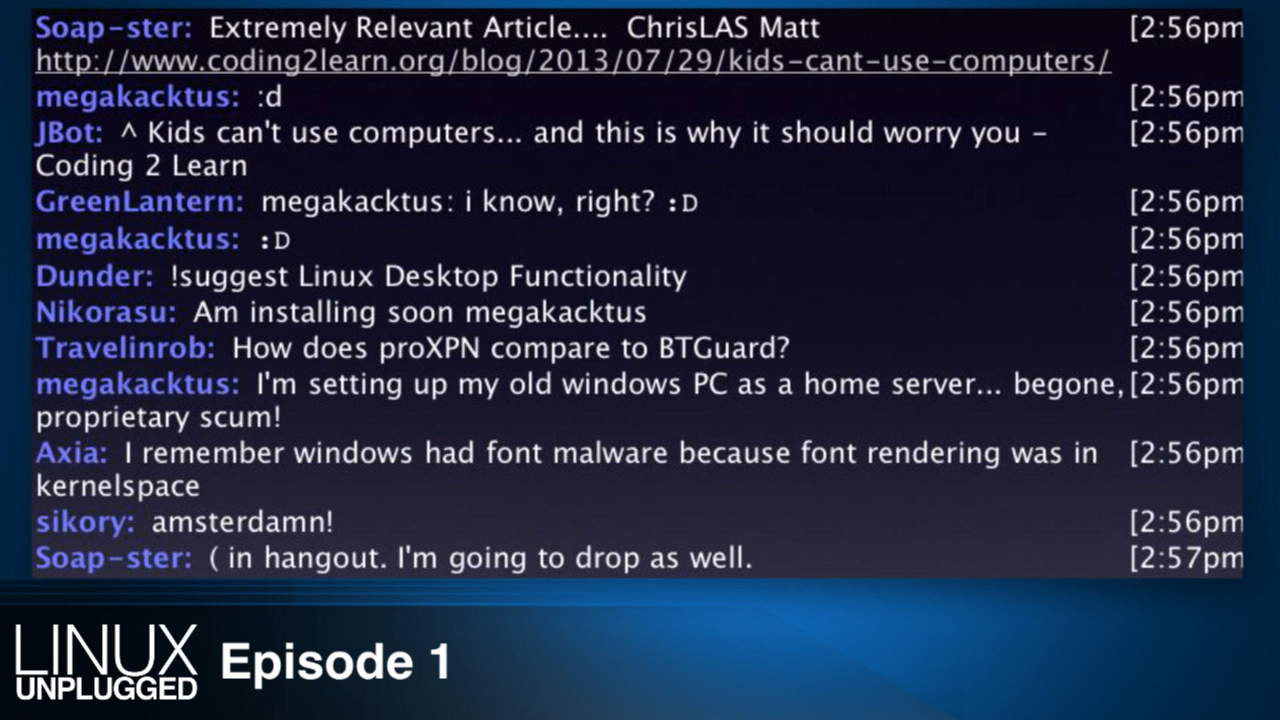 Soap-ster: Extremely Relevant Article.... ChrisLAS Matt [2:56pm
http://www.coding2learn.org/blog/2013/07/29/kids-cant-use-computers/
megakacktus: :d [2:56pm
JBot: ^ Kids can't use computers... and this is why it should worry you - [2:56pm
Coding 2 Learn
GreenLantern: megakacktus: i know, right? :D [2:56pm
megakacktus: :D [2:56pm
Dunder: !suggest Linux Desktop Functionality [2:56pm
Nikorasu: Am installing soon megakacktus [2:56pm
Travelinrob: How does proXPN compare to BTGuard? [2:56pm
megakacktus: I'm setting up my old windows PC as a home server... begone, [2:56pm
proprietary scum!
Axia: I remember windows had font malware because font rendering was in [2:56pm
kernelspace
sikory: amsterdamn! [2:56pm
Soap-ster: ( in hangout. I'm going to drop as well. [2:57pm
LINUX
UNPLUGGED
Episode 1